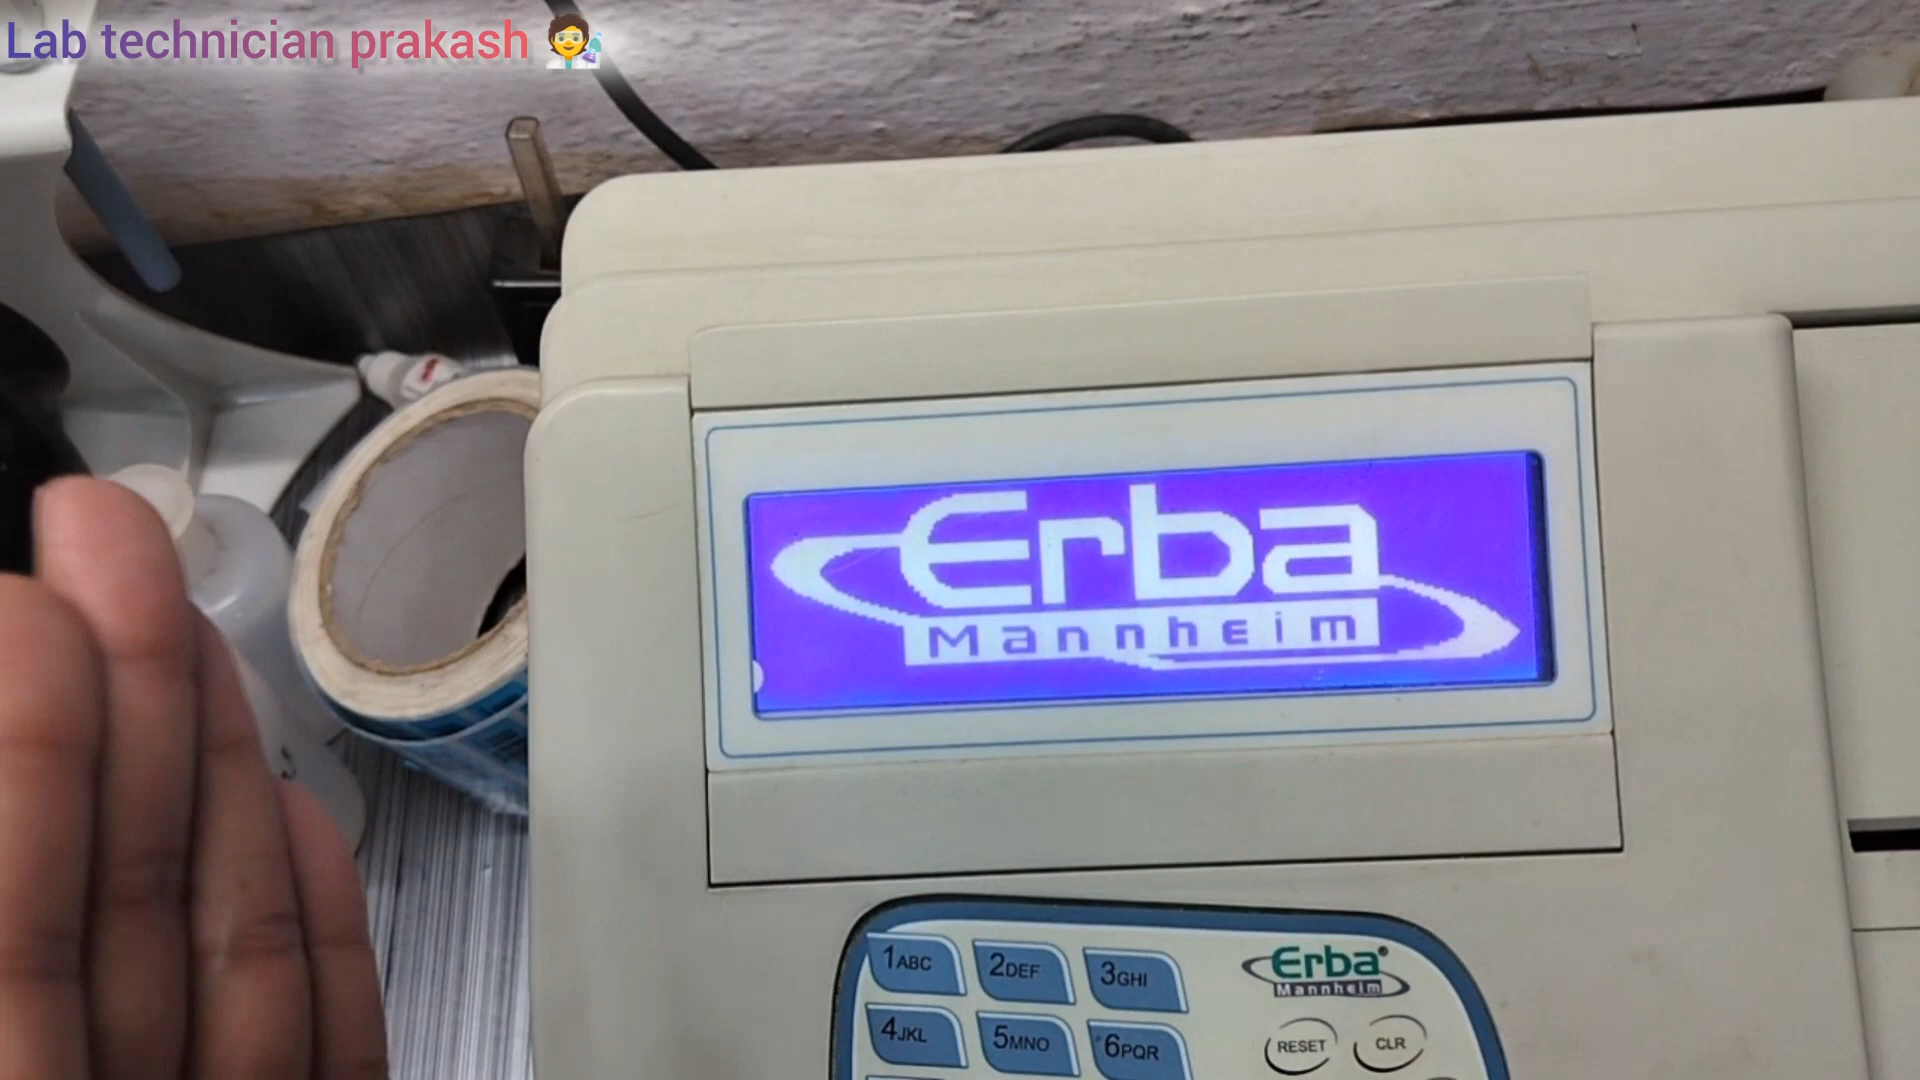 Lab technician prakash
Erba
Mannheim
1ABC 2DEF 3GHI
Erba®
Mannheim
4JKL 5MNO 6PQR
RESET CLR